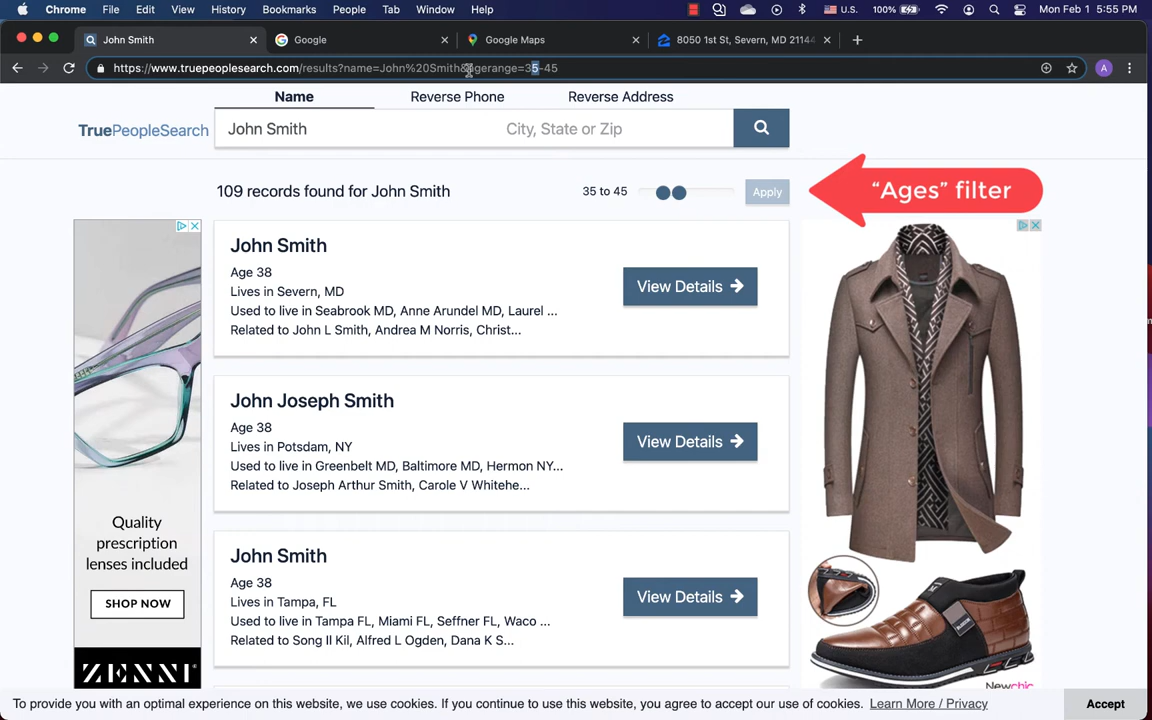 Chrome File Edit View History Bookmarks People Tab Window Help U.S. 100% Mon Feb 1 5:55 PM
John Smith Google Google Maps 8050 1st St, Severn, MD 21144
https://www.truepeoplesearch.com/results?name=John%20Smith&agerange=35-45 A
Name Reverse Phone Reverse Address
TruePeopleSearch John Smith City, State or Zip
109 records found for John Smith 35 to 45 Apply "Ages" filter
John Smith
Age 38
Lives in Severn, MD
Used to live in Seabrook MD, Anne Arundel MD, Laurel ...
Related to John L Smith, Andrea M Norris, Christ...
View Details
John Joseph Smith
Age 38
Lives in Potsdam, NY
Used to live in Greenbelt MD, Baltimore MD, Hermon NY...
Related to Joseph Arthur Smith, Carole V Whitehe...
View Details
John Smith
Age 38
Lives in Tampa, FL
Used to live in Tampa FL, Miami FL, Seffner FL, Waco ...
Related to Song Il Kil, Alfred L Ogden, Dana K S...
View Details
Quality
prescription
lenses included
SHOP NOW
ZENNI
Newchic
To provide you with an optimal experience on this website, we use cookies. If you continue to use this website, you agree to accept our use of cookies. Learn More / Privacy Accept